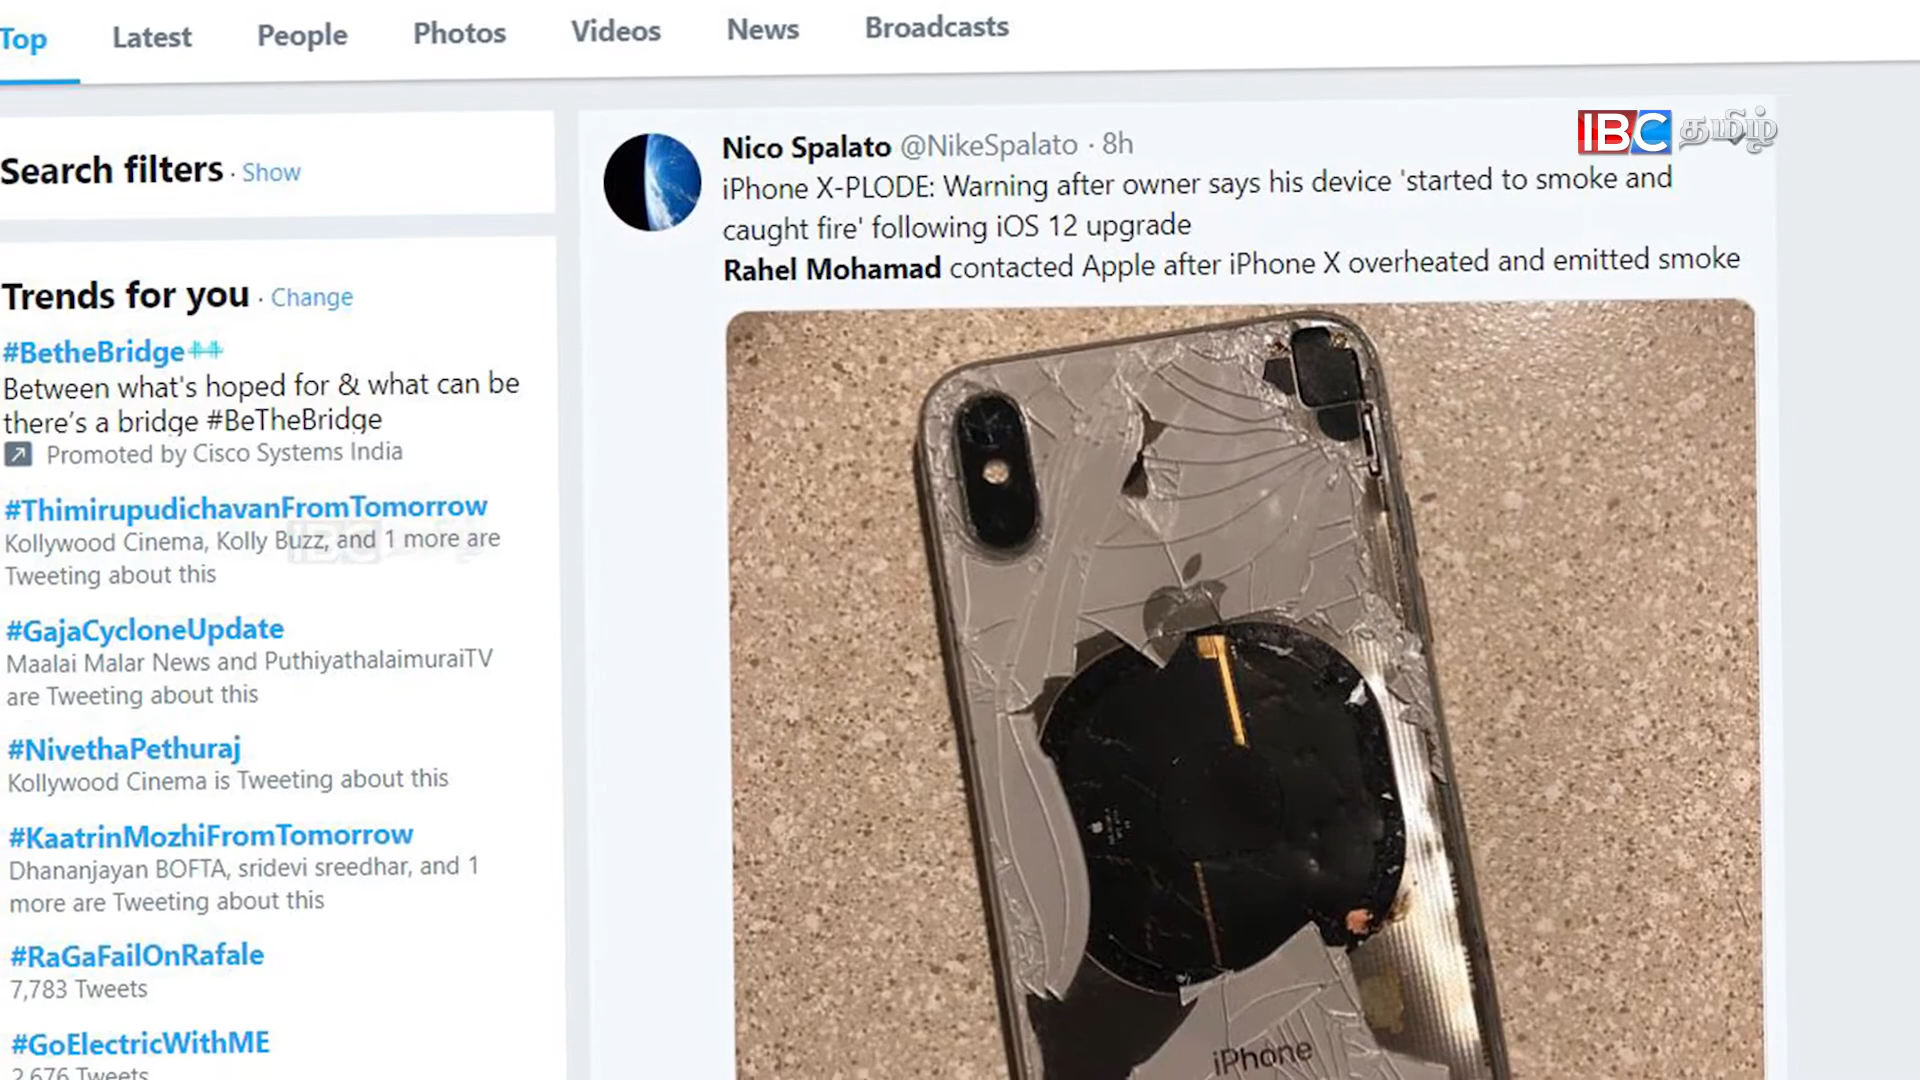 Top Latest People Photos Videos News Broadcasts
IBC தமிழ்
Search filters · Show
Trends for you · Change
#BetheBridge
Between what's hoped for & what can be
there's a bridge #BeTheBridge
Promoted by Cisco Systems India
#ThimirupudichavanFromTomorrow
Kollywood Cinema, Kolly Buzz, and 1 more are
Tweeting about this
#GajaCycloneUpdate
Maalai Malar News and PuthiyathalaimuraiTV
are Tweeting about this
#NivethaPethuraj
Kollywood Cinema is Tweeting about this
#KaatrinMozhiFromTomorrow
Dhananjayan BOFTA, sridevi sreedhar, and 1
more are Tweeting about this
#RaGaFailOnRafale
7,783 Tweets
#GoElectricWithME
2,676 Tweets
Nico Spalato @NikeSpalato · 8h
iPhone X-PLODE: Warning after owner says his device 'started to smoke and
caught fire' following iOS 12 upgrade
Rahel Mohamad contacted Apple after iPhone X overheated and emitted smoke
iPhone